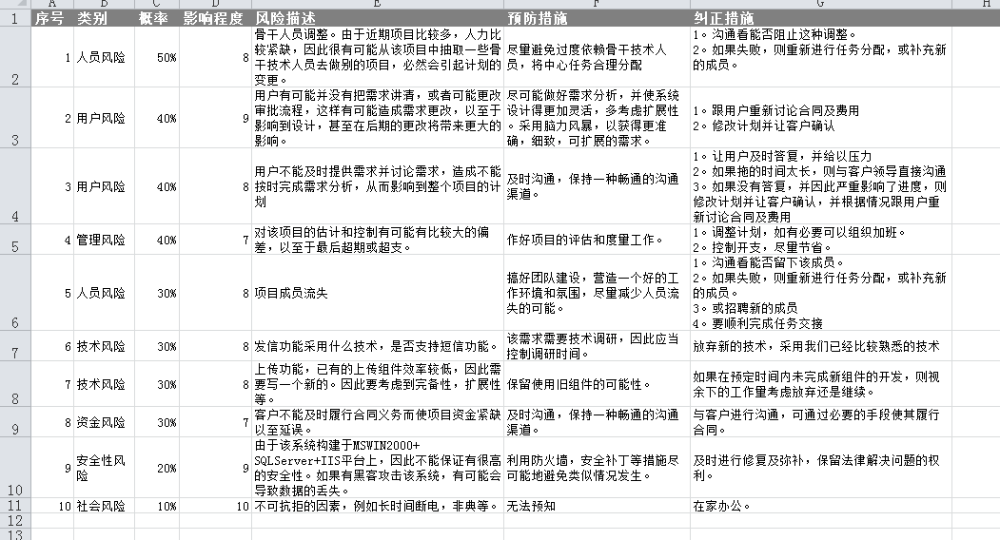 A B C D E F G H
1 序号 类别 概率 影响程度 风险描述 预防措施 纠正措施
2
1 人员风险 50% 8
骨干人员调整。由于近期项目比较多，人力比
较紧缺，因此很有可能从该项目中抽取一些骨
干技术人员去做别的项目，必然会引起计划的
变更。
尽量避免过度依赖骨干技术人
员，将中心任务合理分配
1。沟通看能否阻止这种调整。
2。如果失败，则重新进行任务分配，或补充新
的成员。
3
2 用户风险 40% 9
用户有可能并没有把需求讲清，或者可能更改
审批流程，这样有可能造成需求更改，以至于
影响到设计，甚至在后期的更改将带来更大的
影响。
尽可能做好需求分析，并使系统
设计得更加灵活，多考虑扩展性
。采用脑力风暴，以获得更准
确，细致，可扩展的需求。
1。跟用户重新讨论合同及费用
2。修改计划并让客户确认
4
3 用户风险 40% 8
用户不能及时提供需求并讨论需求，造成不能
按时完成需求分析，从而影响到整个项目的计
划
及时沟通，保持一种畅通的沟通
渠道。
1。让用户及时答复，并给以压力
2。如果拖的时间太长，则与客户领导直接沟通
3。如果没有答复，并因此严重影响了进度，则
修改计划并让客户确认，并根据情况跟用户重
新讨论合同及费用
5
4 管理风险 40% 7
对该项目的估计和控制有可能有比较大的偏
差，以至于最后超期或超支。
作好项目的评估和度量工作。
1。调整计划，如有必要可以组织加班。
2。控制开支，尽量节省。
6
5 人员风险 30% 8 项目成员流失
搞好团队建设，营造一个好的工
作环境和氛围，尽量减少人员流
失的可能。
1。沟通看能否留下该成员。
2。如果失败，则重新进行任务分配，或补充新
的成员。
3。或招聘新的成员
4。要顺利完成任务交接
7
6 技术风险 30% 8 发信功能采用什么技术，是否支持短信功能。
该需求需要技术调研，因此应当
控制调研时间。
放弃新的技术，采用我们已经比较熟悉的技术
8
7 技术风险 30% 8
上传功能，已有的上传组件效率较低，因此需
要写一个新的。因此要考虑到完备性，扩展性
等。
保留使用旧组件的可能性。
如果在预定时间内未完成新组件的开发，则视
余下的工作量考虑放弃还是继续。
9
8 资金风险 30% 7
客户不能及时履行合同义务而使项目资金紧缺
以至延误。
及时沟通，保持一种畅通的沟通
渠道。
与客户进行沟通，可通过必要的手段使其履行
合同。
10
9 安全性风
险 20% 9
由于该系统构建于MSWIN2000+
SQLServer+IIS平台上，因此不能保证有很高
的安全性。如果有黑客攻击该系统，有可能会
导致数据的丢失。
利用防火墙，安全补丁等措施尽
可能地避免类似情况发生。
及时进行修复及弥补，保留法律解决问题的权
利。
11
10 社会风险 10% 10 不可抗拒的因素，例如长时间断电，非典等。 无法预知 在家办公。
12
13